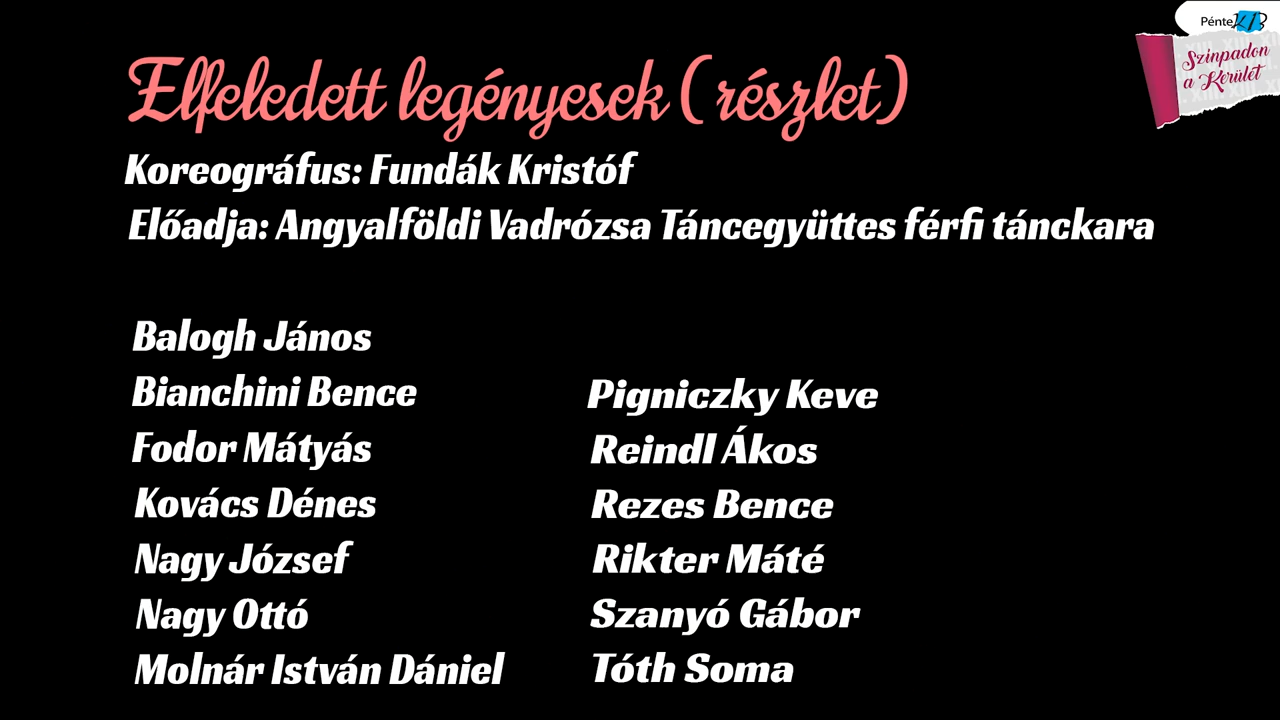 PénteK13
Színpadon
a Kerület
Elfeledett legényesek (részlet)
Koreográfus: Fundák Kristóf
Előadja: Angyalföldi Vadrózsa Táncegyüttes férfi tánckara
Balogh János
Bianchini Bence
Fodor Mátyás
Kovács Dénes
Nagy József
Nagy Ottó
Molnár István Dániel
Pigniczky Keve
Reindl Ákos
Rezes Bence
Rikter Máté
Szanyó Gábor
Tóth Soma